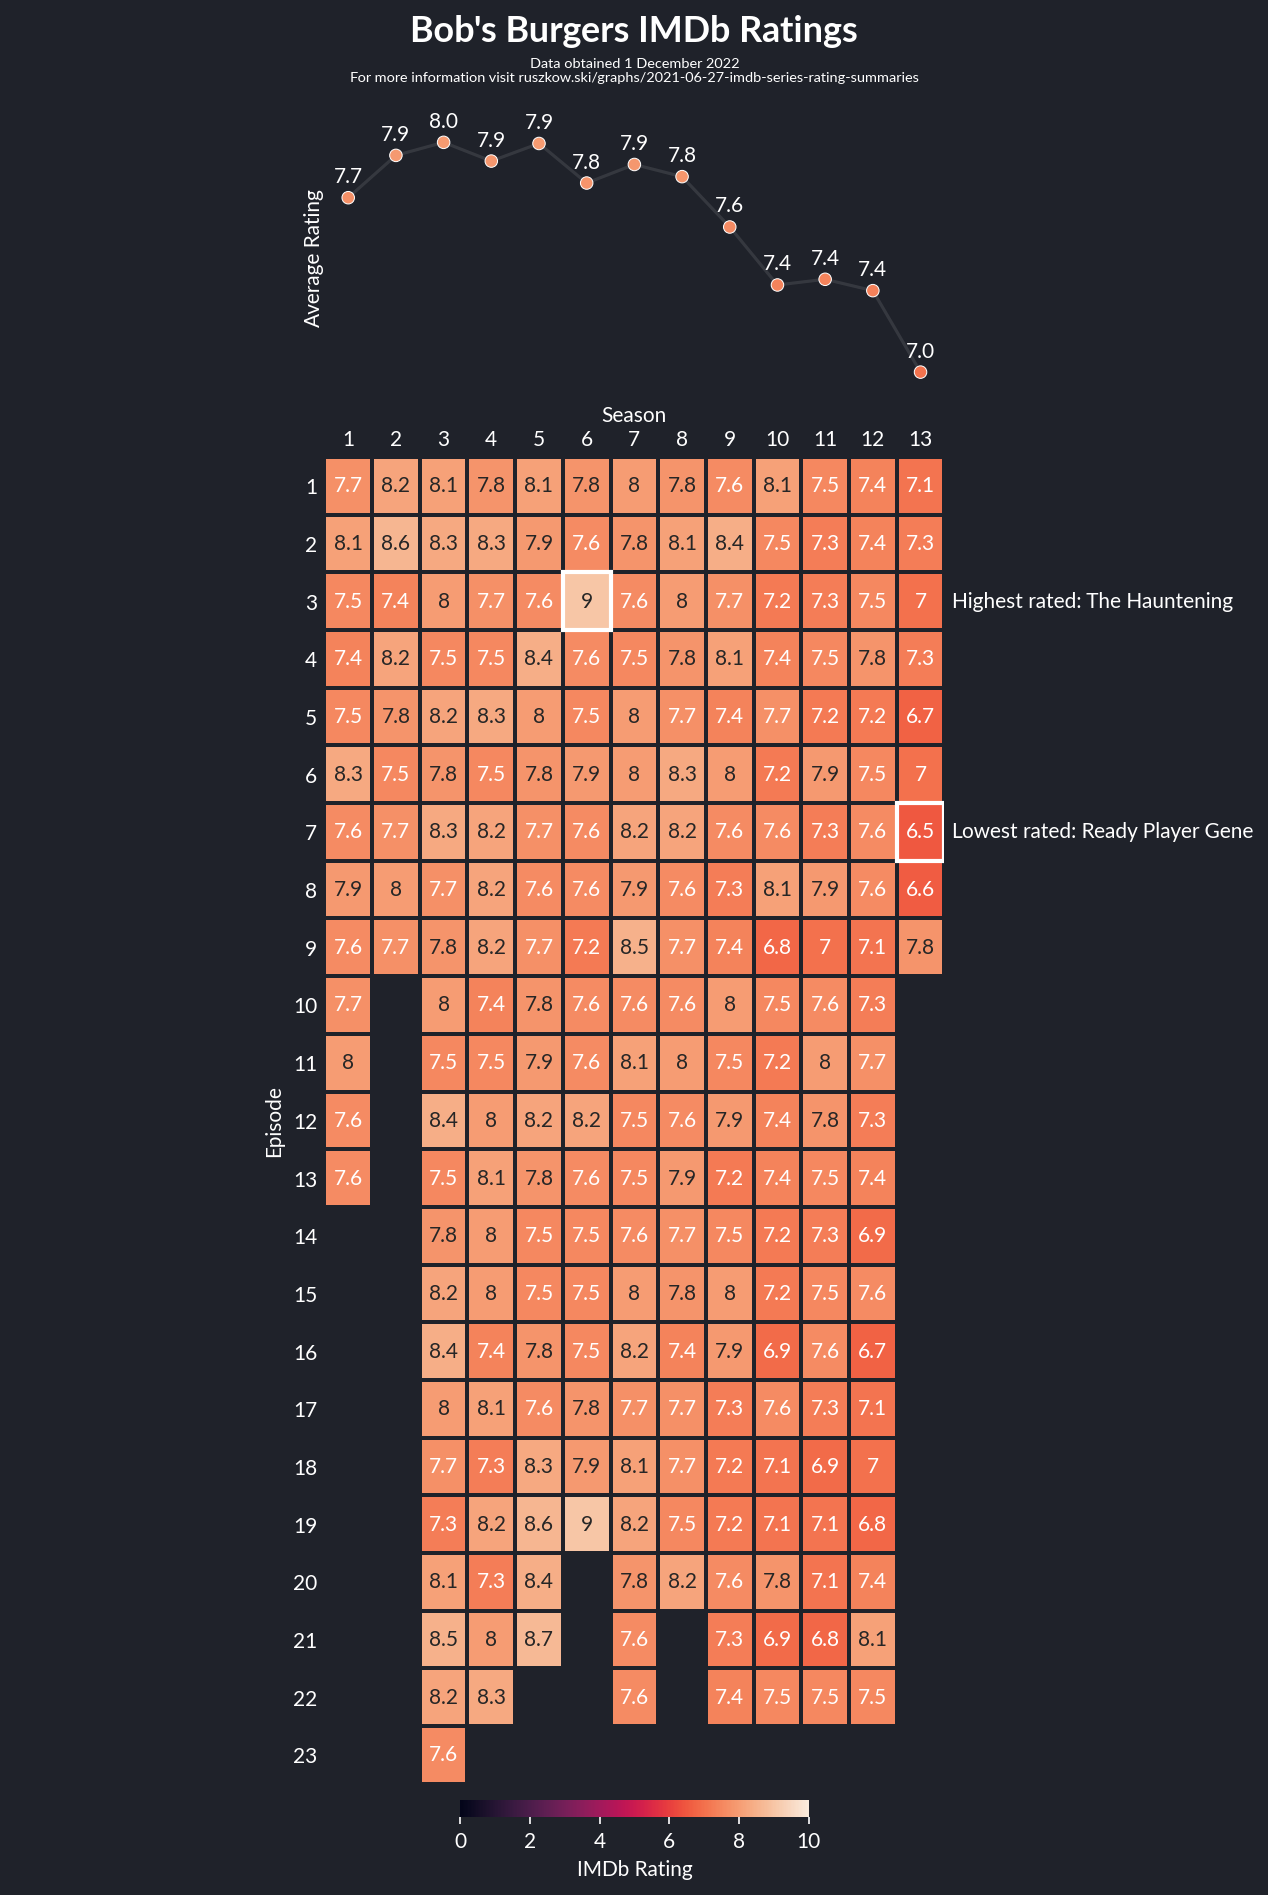 Bob's Burgers IMDb Ratings
Data obtained 1 December 2022
For more information visit ruszkow.ski/graphs/2021-06-27-imdb-series-rating-summaries
7.7 7.9 8.0 7.9 7.9 7.8 7.9 7.8 7.6 7.4 7.4 7.4 7.0
Average Rating
Season
1 2 3 4 5 6 7 8 9 10 11 12 13
1 7.7 8.2 8.1 7.8 8.1 7.8 8 7.8 7.6 8.1 7.5 7.4 7.1
2 8.1 8.6 8.3 8.3 7.9 7.6 7.8 8.1 8.4 7.5 7.3 7.4 7.3
3 7.5 7.4 8 7.7 7.6 9 7.6 8 7.7 7.2 7.3 7.5 7 Highest rated: The Hauntening
4 7.4 8.2 7.5 7.5 8.4 7.6 7.5 7.8 8.1 7.4 7.5 7.8 7.3
5 7.5 7.8 8.2 8.3 8 7.5 8 7.7 7.4 7.7 7.2 7.2 6.7
6 8.3 7.5 7.8 7.5 7.8 7.9 8 8.3 8 7.2 7.9 7.5 7
7 7.6 7.7 8.3 8.2 7.7 7.6 8.2 8.2 7.6 7.6 7.3 7.6 6.5 Lowest rated: Ready Player Gene
8 7.9 8 7.7 8.2 7.6 7.6 7.9 7.6 7.3 8.1 7.9 7.6 6.6
9 7.6 7.7 7.8 8.2 7.7 7.2 8.5 7.7 7.4 6.8 7 7.1 7.8
10 7.7 8 7.4 7.8 7.6 7.6 7.6 8 7.5 7.6 7.3
11 8 7.5 7.5 7.9 7.6 8.1 8 7.5 7.2 8 7.7
Episode
12 7.6 8.4 8 8.2 8.2 7.5 7.6 7.9 7.4 7.8 7.3
13 7.6 7.5 8.1 7.8 7.6 7.5 7.9 7.2 7.4 7.5 7.4
14 7.8 8 7.5 7.5 7.6 7.7 7.5 7.2 7.3 6.9
15 8.2 8 7.5 7.5 8 7.8 8 7.2 7.5 7.6
16 8.4 7.4 7.8 7.5 8.2 7.4 7.9 6.9 7.6 6.7
17 8 8.1 7.6 7.8 7.7 7.7 7.3 7.6 7.3 7.1
18 7.7 7.3 8.3 7.9 8.1 7.7 7.2 7.1 6.9 7
19 7.3 8.2 8.6 9 8.2 7.5 7.2 7.1 7.1 6.8
20 8.1 7.3 8.4 7.8 8.2 7.6 7.8 7.1 7.4
21 8.5 8 8.7 7.6 7.3 6.9 6.8 8.1
22 8.2 8.3 7.6 7.4 7.5 7.5 7.5
23 7.6
0 2 4 6 8 10
IMDb Rating